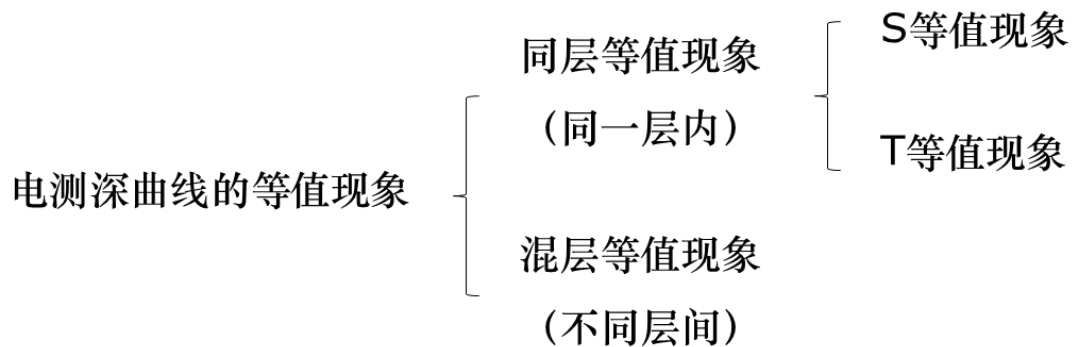 电测深曲线的等值现象
同层等值现象
（同一层内）
S等值现象
T等值现象
混层等值现象
（不同层间）